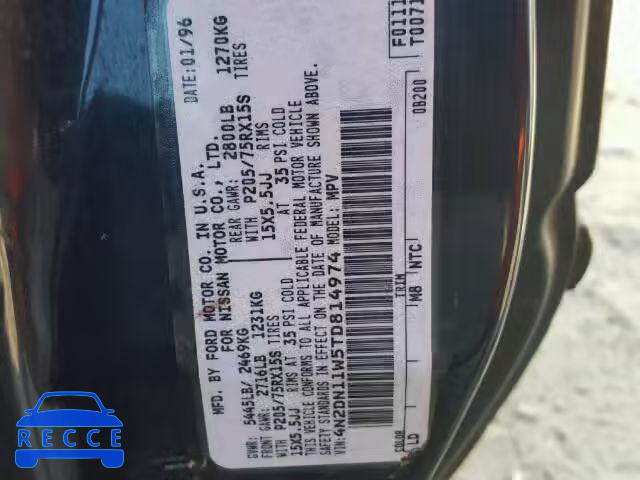 MFD. BY FORD MOTOR CO. IN U.S.A.
FOR NISSAN MOTOR CO., LTD.
DATE: 01/96
GVWR: 5445LB/ 2469KG
FRONT GAWR: 2716LB 1231KG
REAR GAWR: 2800LB 1270KG
P205/75RX15S TIRES
WITH P205/75RX15S TIRES
15X5.5JJ RIMS AT 35 PSI COLD
15X5.5JJ RIMS AT 35 PSI COLD
THIS VEHICLE CONFORMS TO ALL APPLICABLE FEDERAL MOTOR VEHICLE
SAFETY STANDARDS IN EFFECT ON THE DATE OF MANUFACTURE SHOWN ABOVE.
VIN: 4N2DN11W5TD814974 MODEL: MPV
F0111
T0071
COLOR TRIM
LD M8 NTC 0B200
RECCE